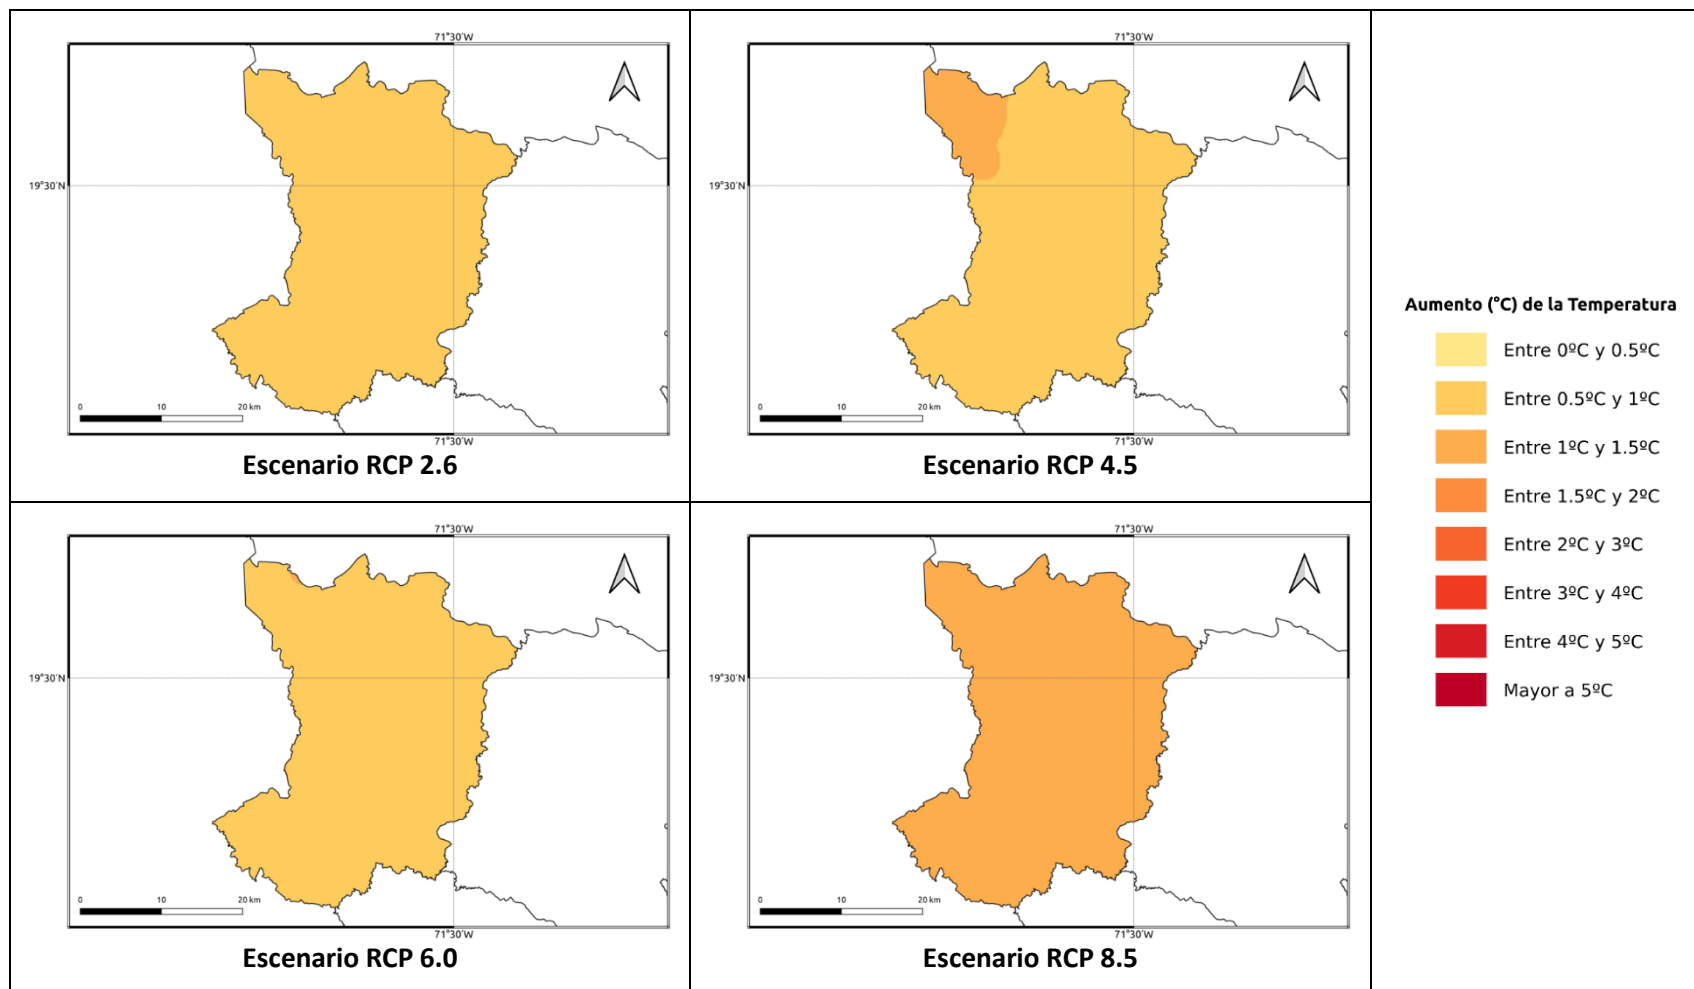 71°30'W
19°30'N
0 10 20 km
71°30'W
Escenario RCP 2.6
71°30'W
19°30'N
0 10 20 km
71°30'W
Escenario RCP 4.5
71°30'W
19°30'N
0 10 20 km
71°30'W
Escenario RCP 6.0
71°30'W
19°30'N
0 10 20 km
71°30'W
Escenario RCP 8.5
Aumento (°C) de la Temperatura
Entre 0ºC y 0.5ºC
Entre 0.5ºC y 1ºC
Entre 1ºC y 1.5ºC
Entre 1.5ºC y 2ºC
Entre 2ºC y 3ºC
Entre 3ºC y 4ºC
Entre 4ºC y 5ºC
Mayor a 5ºC